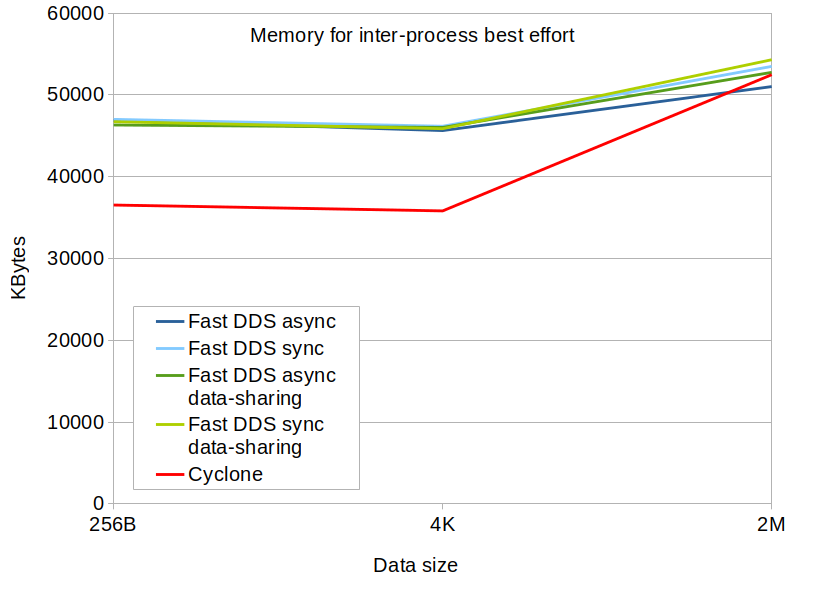 Memory for inter-process best effort
60000
50000
40000
30000
20000
10000
0
KBytes
Fast DDS async
Fast DDS sync
Fast DDS async
data-sharing
Fast DDS sync
data-sharing
Cyclone
256B 4K 2M
Data size